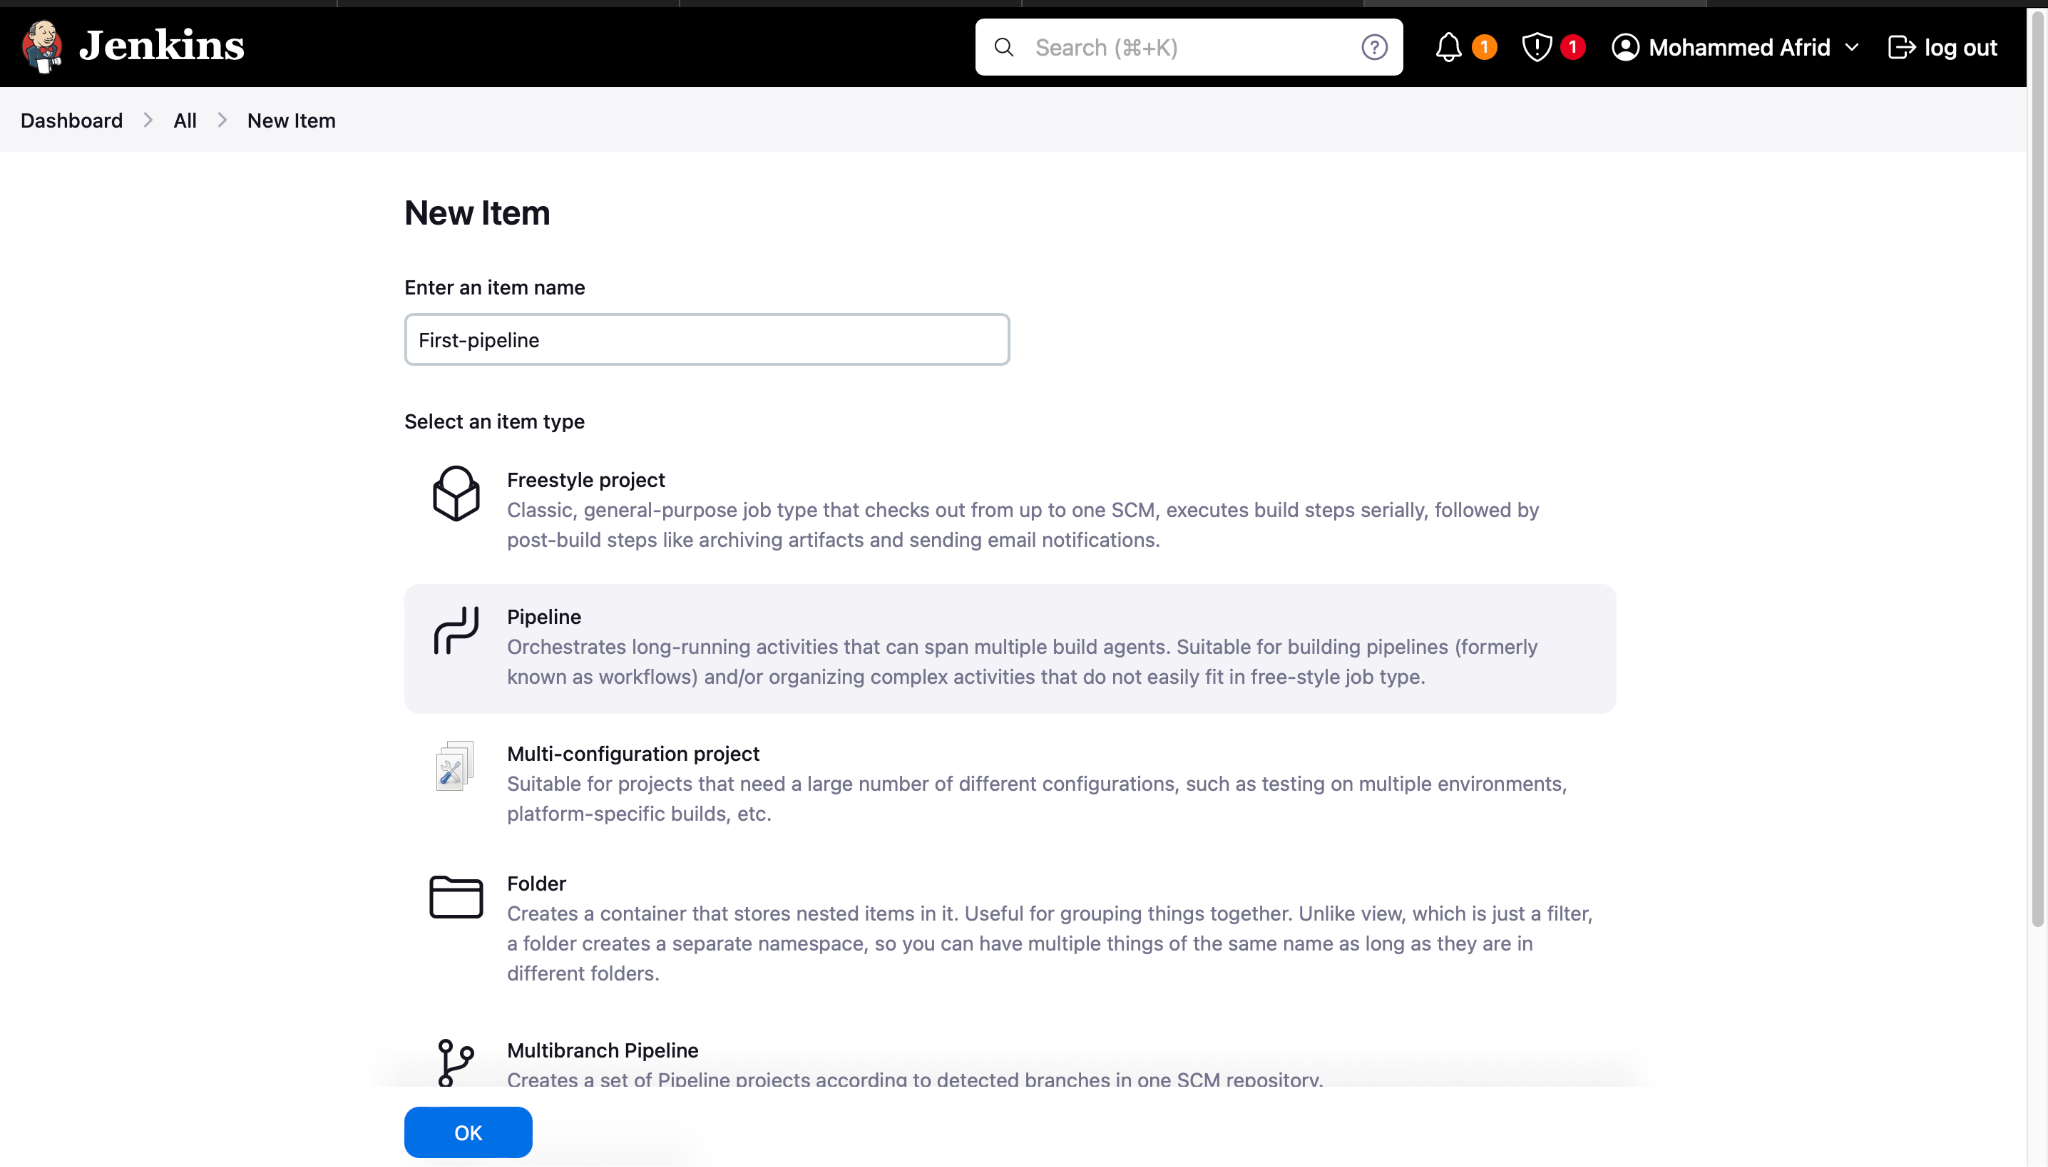 Jenkins
Search (⌘+K)
?
1
1
Mohammed Afrid
log out
Dashboard
All
New Item
New Item
Enter an item name
First-pipeline
Select an item type
Freestyle project
Classic, general-purpose job type that checks out from up to one SCM, executes build steps serially, followed by
post-build steps like archiving artifacts and sending email notifications.
Pipeline
Orchestrates long-running activities that can span multiple build agents. Suitable for building pipelines (formerly
known as workflows) and/or organizing complex activities that do not easily fit in free-style job type.
Multi-configuration project
Suitable for projects that need a large number of different configurations, such as testing on multiple environments,
platform-specific builds, etc.
Folder
Creates a container that stores nested items in it. Useful for grouping things together. Unlike view, which is just a filter,
a folder creates a separate namespace, so you can have multiple things of the same name as long as they are in
different folders.
Multibranch Pipeline
Creates a set of Pipeline projects according to detected branches in one SCM repository.
OK